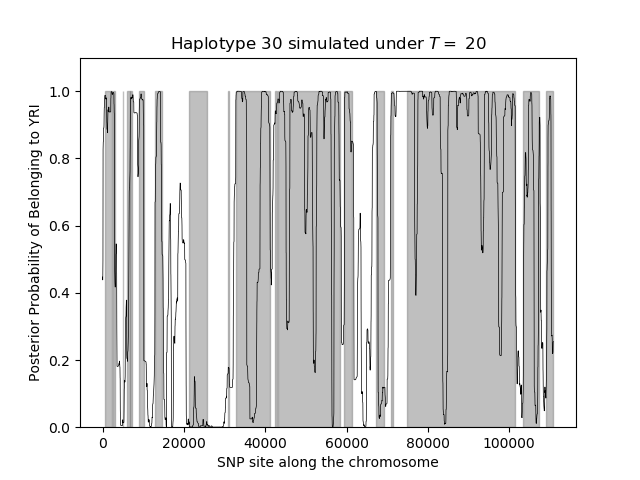 Haplotype 30 simulated under T = 20
Posterior Probability of Belonging to YRI
1.0
0.8
0.6
0.4
0.2
0.0
0 20000 40000 60000 80000 100000
SNP site along the chromosome